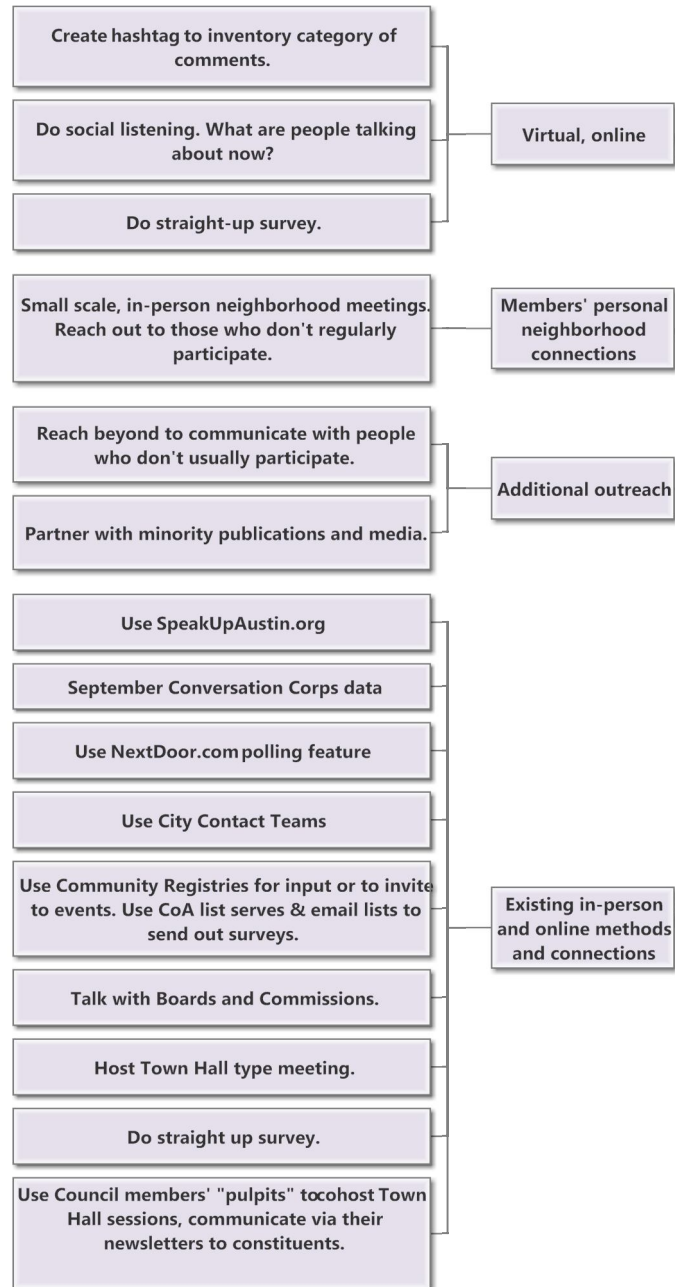 Create hashtag to inventory category of
comments.
Do social listening. What are people talking
about now?
Do straight-up survey.
Virtual, online
Small scale, in-person neighborhood meetings.
Reach out to those who don't regularly
participate.
Members' personal
neighborhood
connections
Reach beyond to communicate with people
who don't usually participate.
Partner with minority publications and media.
Additional outreach
Use SpeakUpAustin.org
September Conversation Corps data
Use NextDoor.com polling feature
Use City Contact Teams
Use Community Registries for input or to invite
to events. Use CoA list serves & email lists to
send out surveys.
Talk with Boards and Commissions.
Host Town Hall type meeting.
Do straight up survey.
Use Council members' "pulpits" tocohost Town
Hall sessions, communicate via their
newsletters to constituents.
Existing in-person
and online methods
and connections